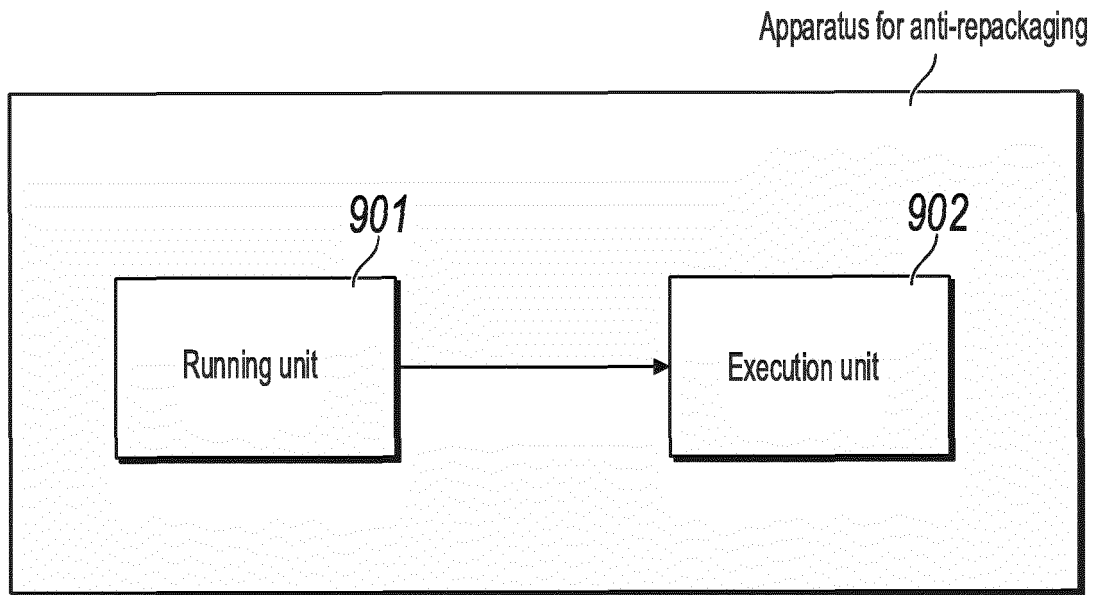 Apparatus for anti-repackaging
901
902
Running unit
Execution unit